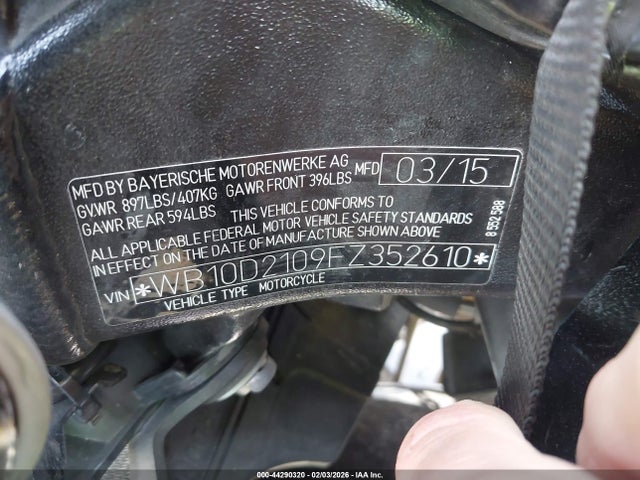 MFD BY BAYERISCHE MOTORENWERKE AG MFD 03/15
GVWR 897LBS/407KG GAWR FRONT 396LBS
GAWR REAR 594LBS THIS VEHICLE CONFORMS TO
ALL APPLICABLE FEDERAL MOTOR VEHICLE SAFETY STANDARDS
IN EFFECT ON THE DATE OF MANUFACTURE SHOWN ABOVE
VIN *WB10D2109FZ352610*
VEHICLE TYPE MOTORCYCLE
8 552 588
000-44290320 - 02/03/2026 - IAANORTHCAR.COM